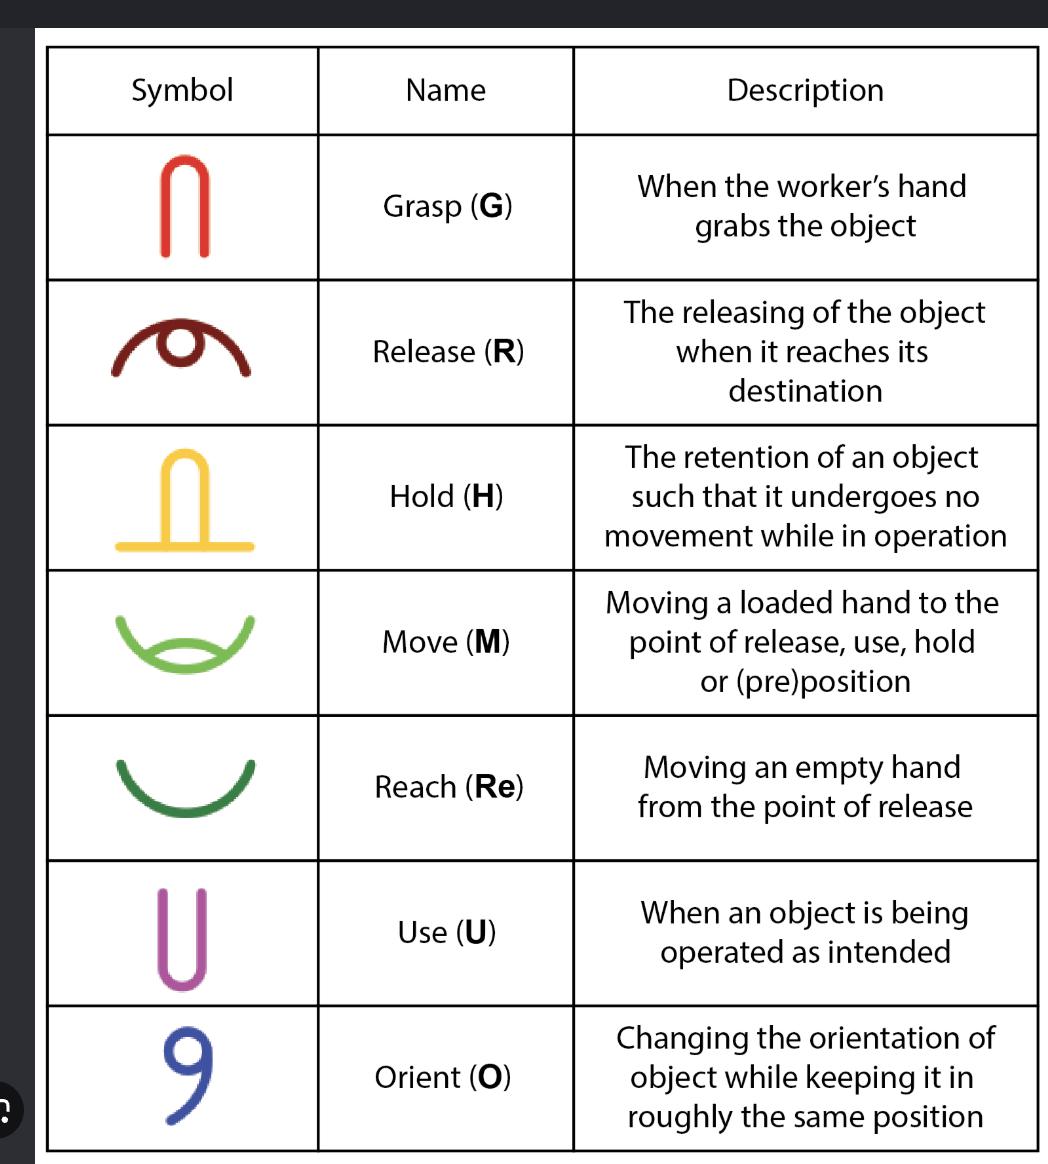 Symbol Name Description
Grasp (G)
When the worker’s hand
grabs the object
Release (R)
The releasing of the object
when it reaches its
destination
Hold (H)
The retention of an object
such that it undergoes no
movement while in operation
Move (M)
Moving a loaded hand to the
point of release, use, hold
or (pre)position
Reach (Re)
Moving an empty hand
from the point of release
Use (U)
When an object is being
operated as intended
Orient (O)
Changing the orientation of
object while keeping it in
roughly the same position